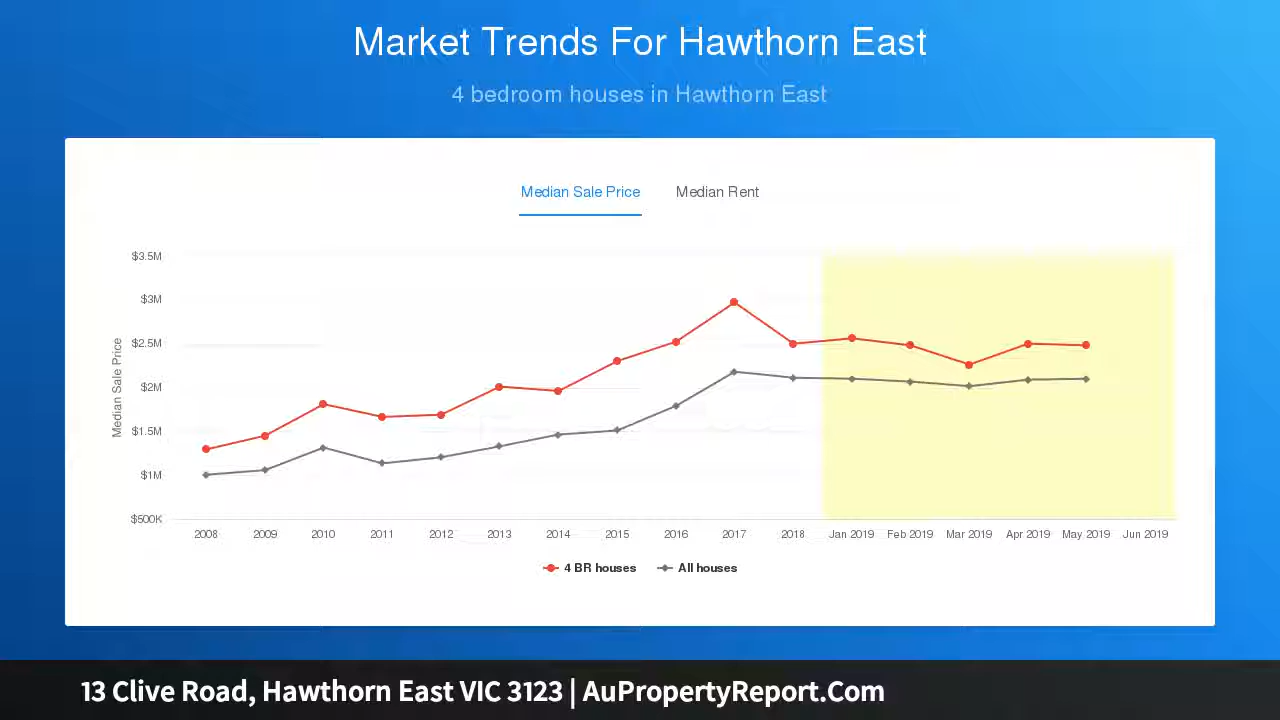 Market Trends For Hawthorn East
4 bedroom houses in Hawthorn East
Median Sale Price Median Rent
$3.5M
$3M
$2.5M
$2M
$1.5M
$1M
$500K
Median Sale Price
2008 2009 2010 2011 2012 2013 2014 2015 2016 2017 2018 Jan 2019 Feb 2019 Mar 2019 Apr 2019 May 2019 Jun 2019
4 BR houses All houses
13 Clive Road, Hawthorn East VIC 3123 | AuPropertyReport.Com